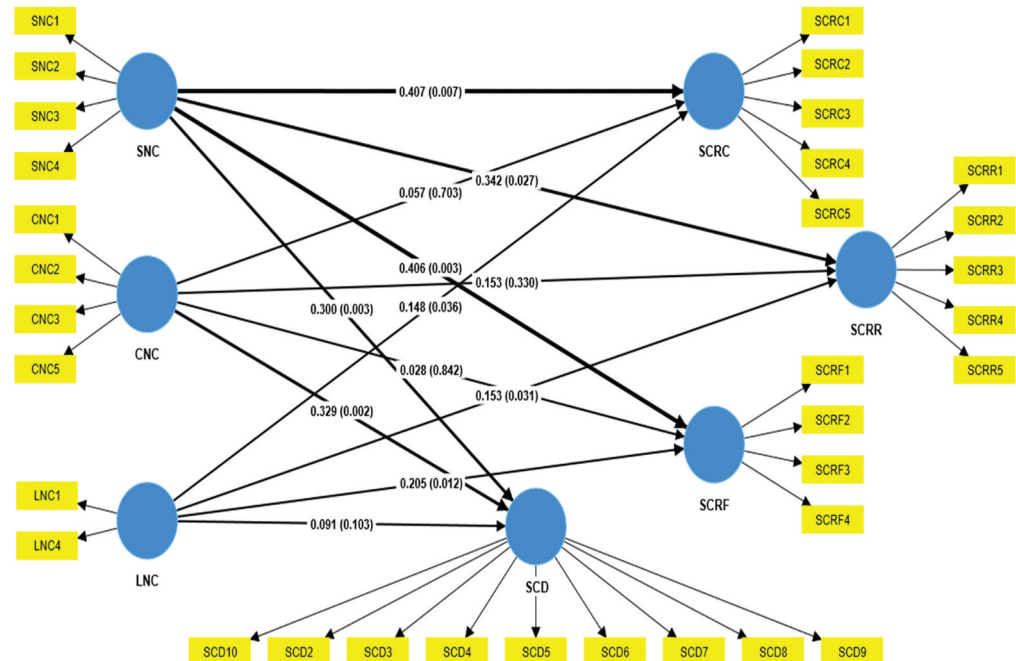 SNC1
SNC2
SNC3
SNC4
SNC
CNC1
CNC2
CNC3
CNC5
CNC
LNC1
LNC4
LNC
0.407 (0.007)
0.342 (0.027)
0.057 (0.703)
0.406 (0.003)
0.153 (0.330)
0.148 (0.036)
0.300 (0.003)
0.028 (0.842)
0.153 (0.031)
0.329 (0.002)
0.205 (0.012)
0.091 (0.103)
SCRC
SCRC1
SCRC2
SCRC3
SCRC4
SCRC5
SCRR
SCRR1
SCRR2
SCRR3
SCRR4
SCRR5
SCRF
SCRF1
SCRF2
SCRF3
SCRF4
SCD
SCD10 SCD2 SCD3 SCD4 SCD5 SCD6 SCD7 SCD8 SCD9